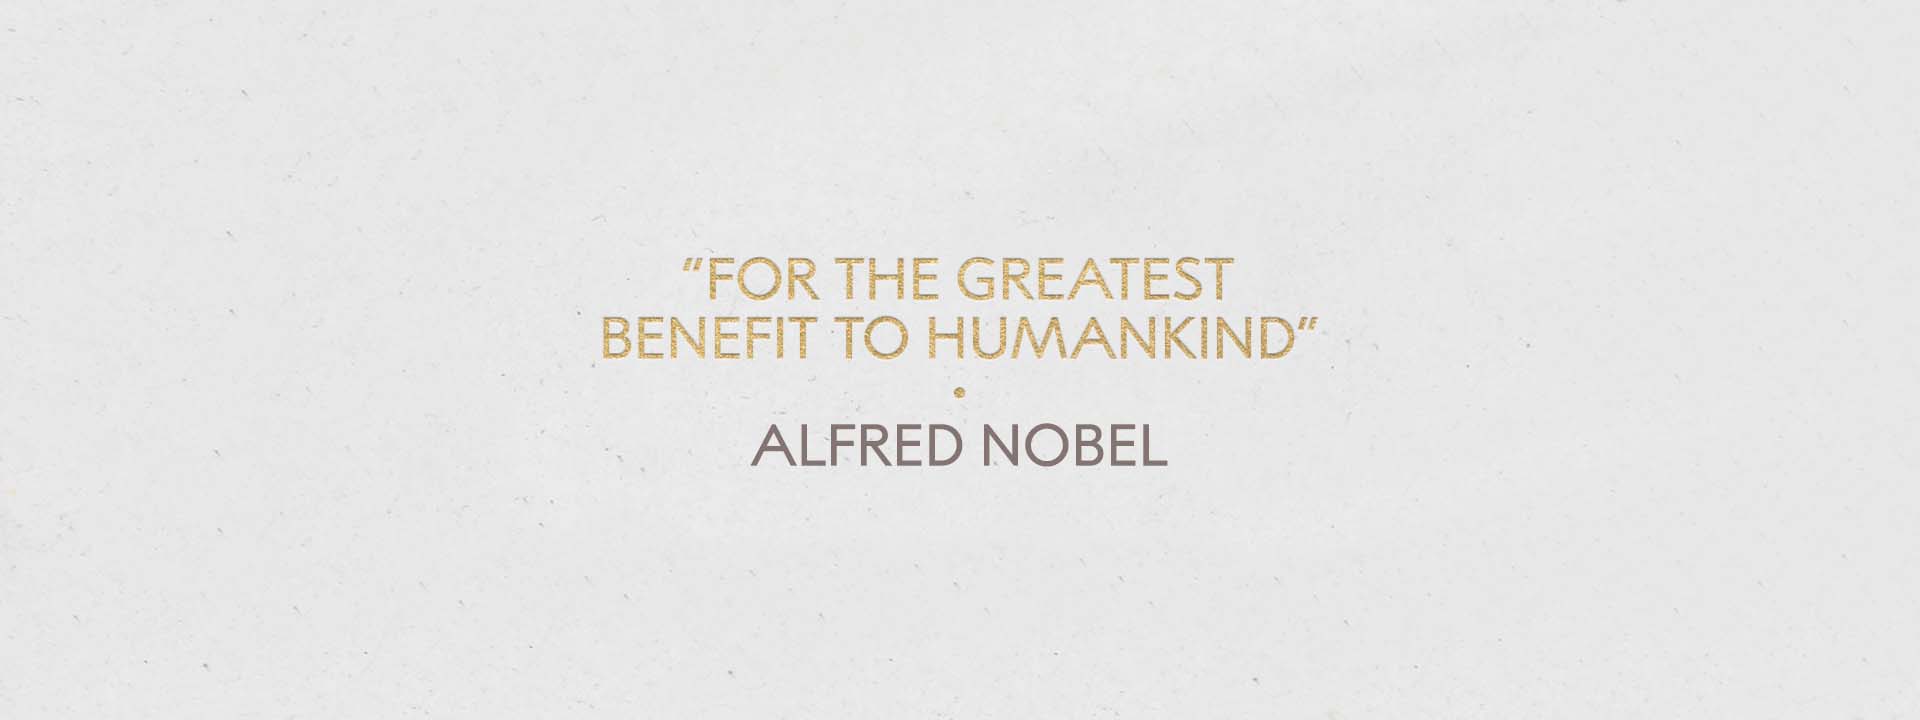 “FOR THE GREATEST
BENEFIT TO HUMANKIND”
•
ALFRED NOBEL